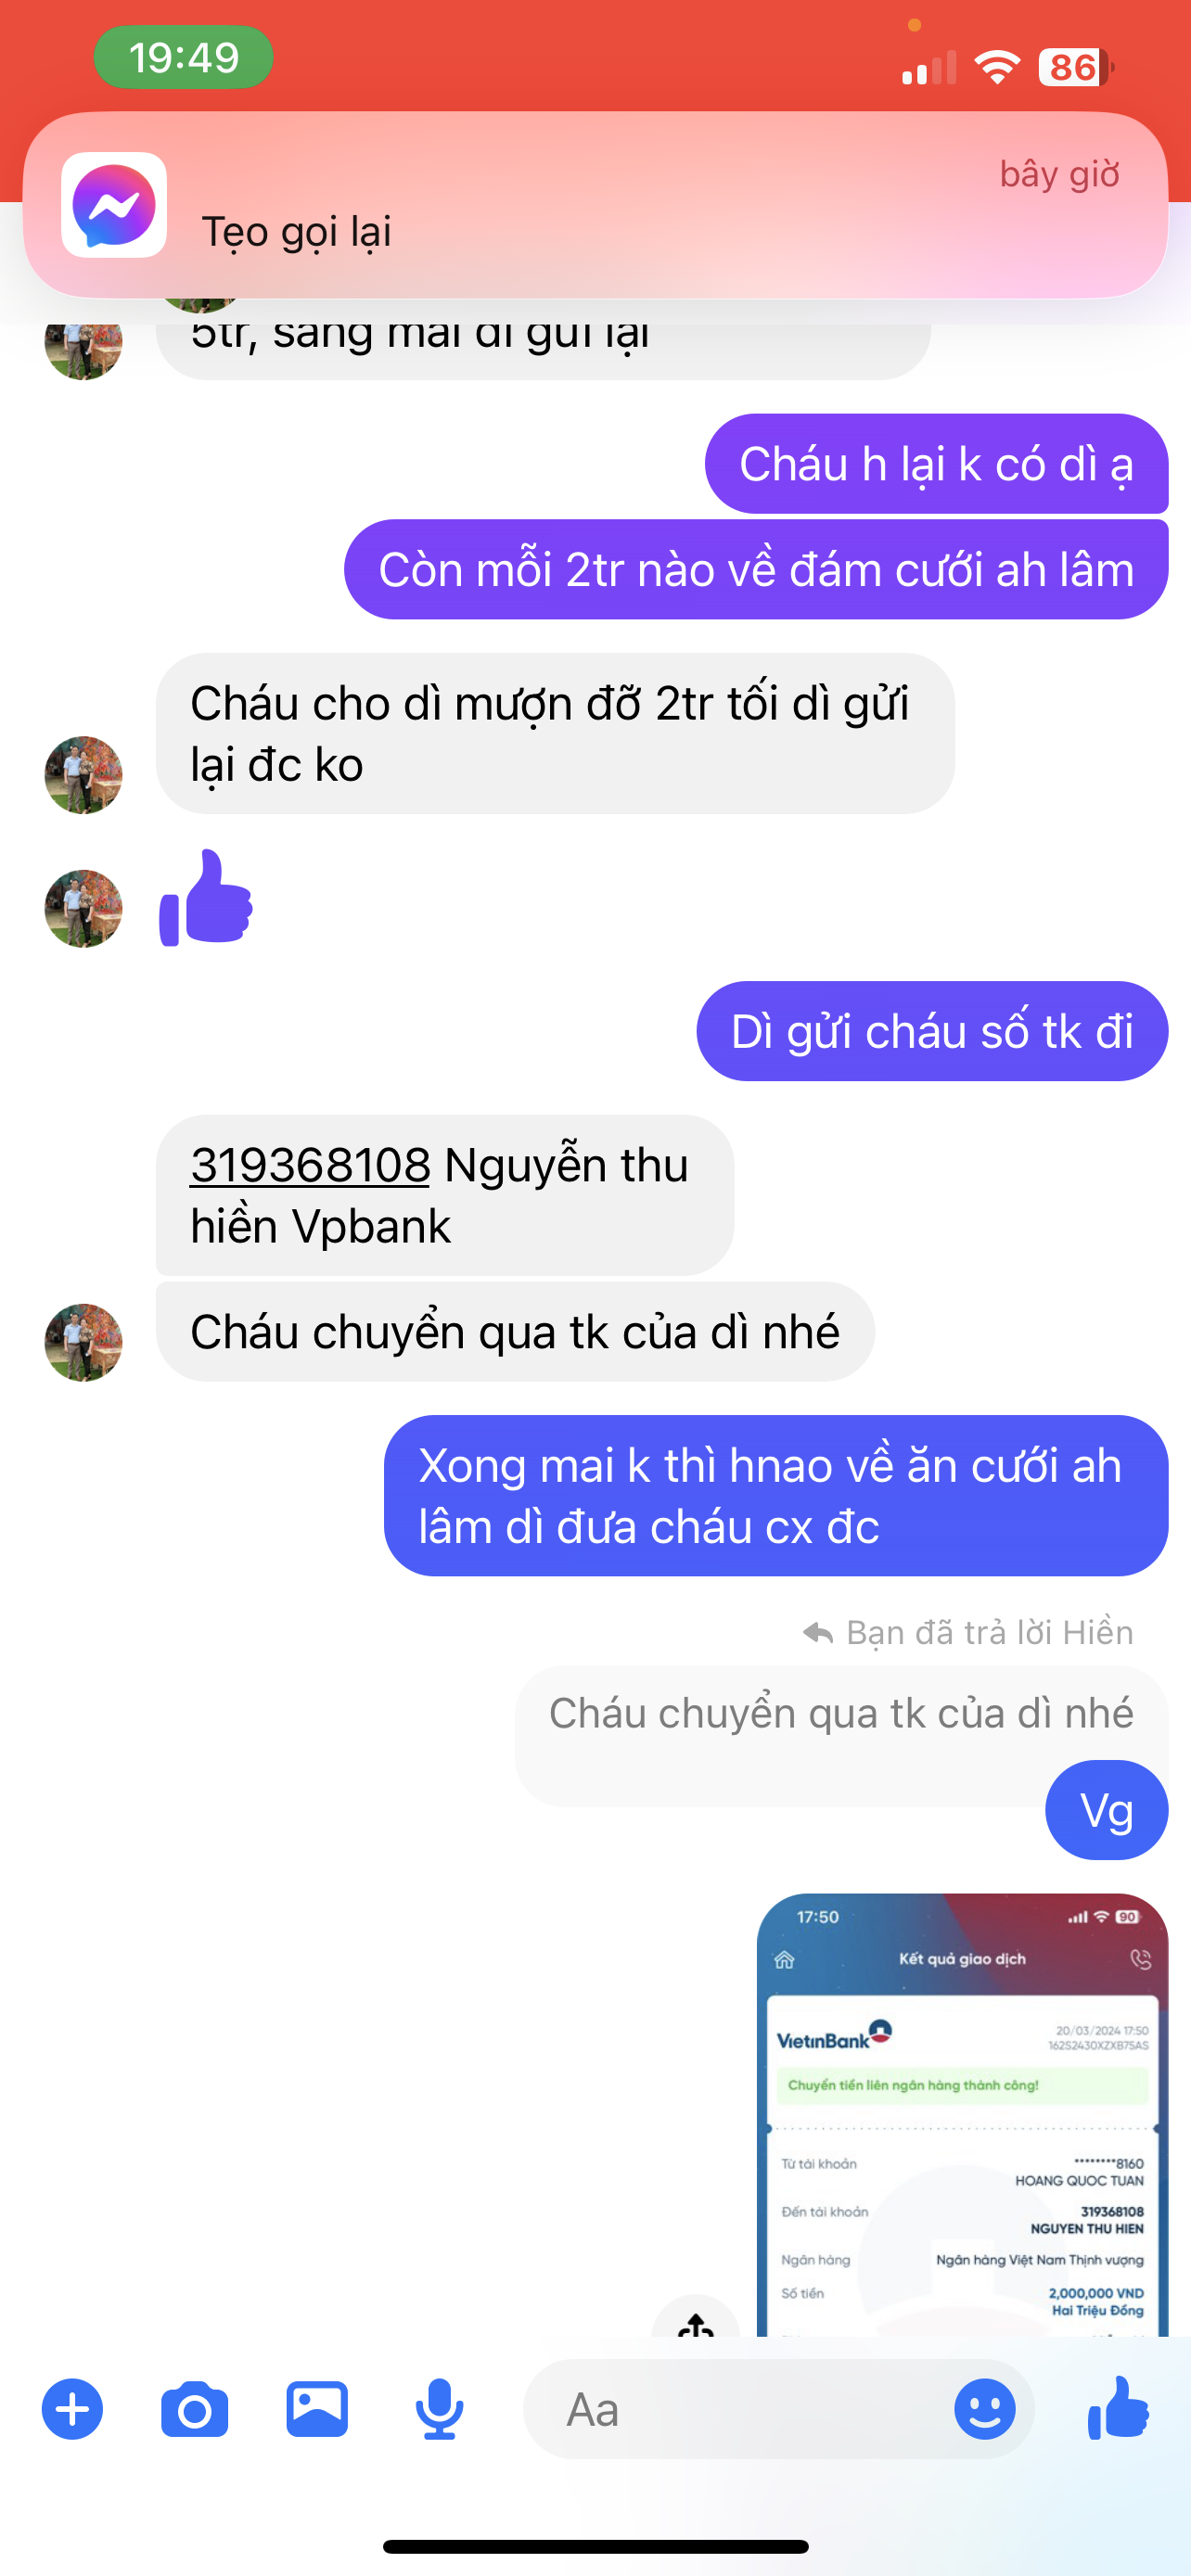 19:49
86
bây giờ
Tẹo gọi lại
5tr, sáng mai dì gửi lại
Cháu h lại k có dì ạ
Còn mỗi 2tr nào về đám cưới ah lâm
Cháu cho dì mượn đỡ 2tr tối dì gửi
lại đc ko
Dì gửi cháu số tk đi
319368108 Nguyễn thu
hiền Vpbank
Cháu chuyển qua tk của dì nhé
Xong mai k thì hnao về ăn cưới ah
lâm dì đưa cháu cx đc
Bạn đã trả lời Hiền
Cháu chuyển qua tk của dì nhé
Vg
17:50
90
Kết quả giao dịch
VietinBank
20/03/2024 17:50
162S2430XZXB75AS
Chuyển tiền liên ngân hàng thành công!
Từ tài khoản
********8160
HOANG QUOC TUAN
Đến tài khoản
319368108
NGUYEN THU HIEN
Ngân hàng
Ngân hàng Việt Nam Thịnh vượng
Số tiền
2,000,000 VND
Hai Triệu Đồng
Aa